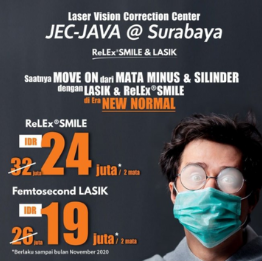 Laser Vision Correction Center
JEC-JAVA @ Surabaya
ReLEx®SMILE & LASIK
Saatnya MOVE ON dari MATA MINUS & SILINDER
dengan LASIK & ReLEx®SMILE
di Era NEW NORMAL
ReLEx®SMILE
IDR
32 juta 24 juta* / 2 mata
Femtosecond LASIK
IDR
26 juta 19 juta* / 2 mata
*Berlaku sampai bulan November 2020